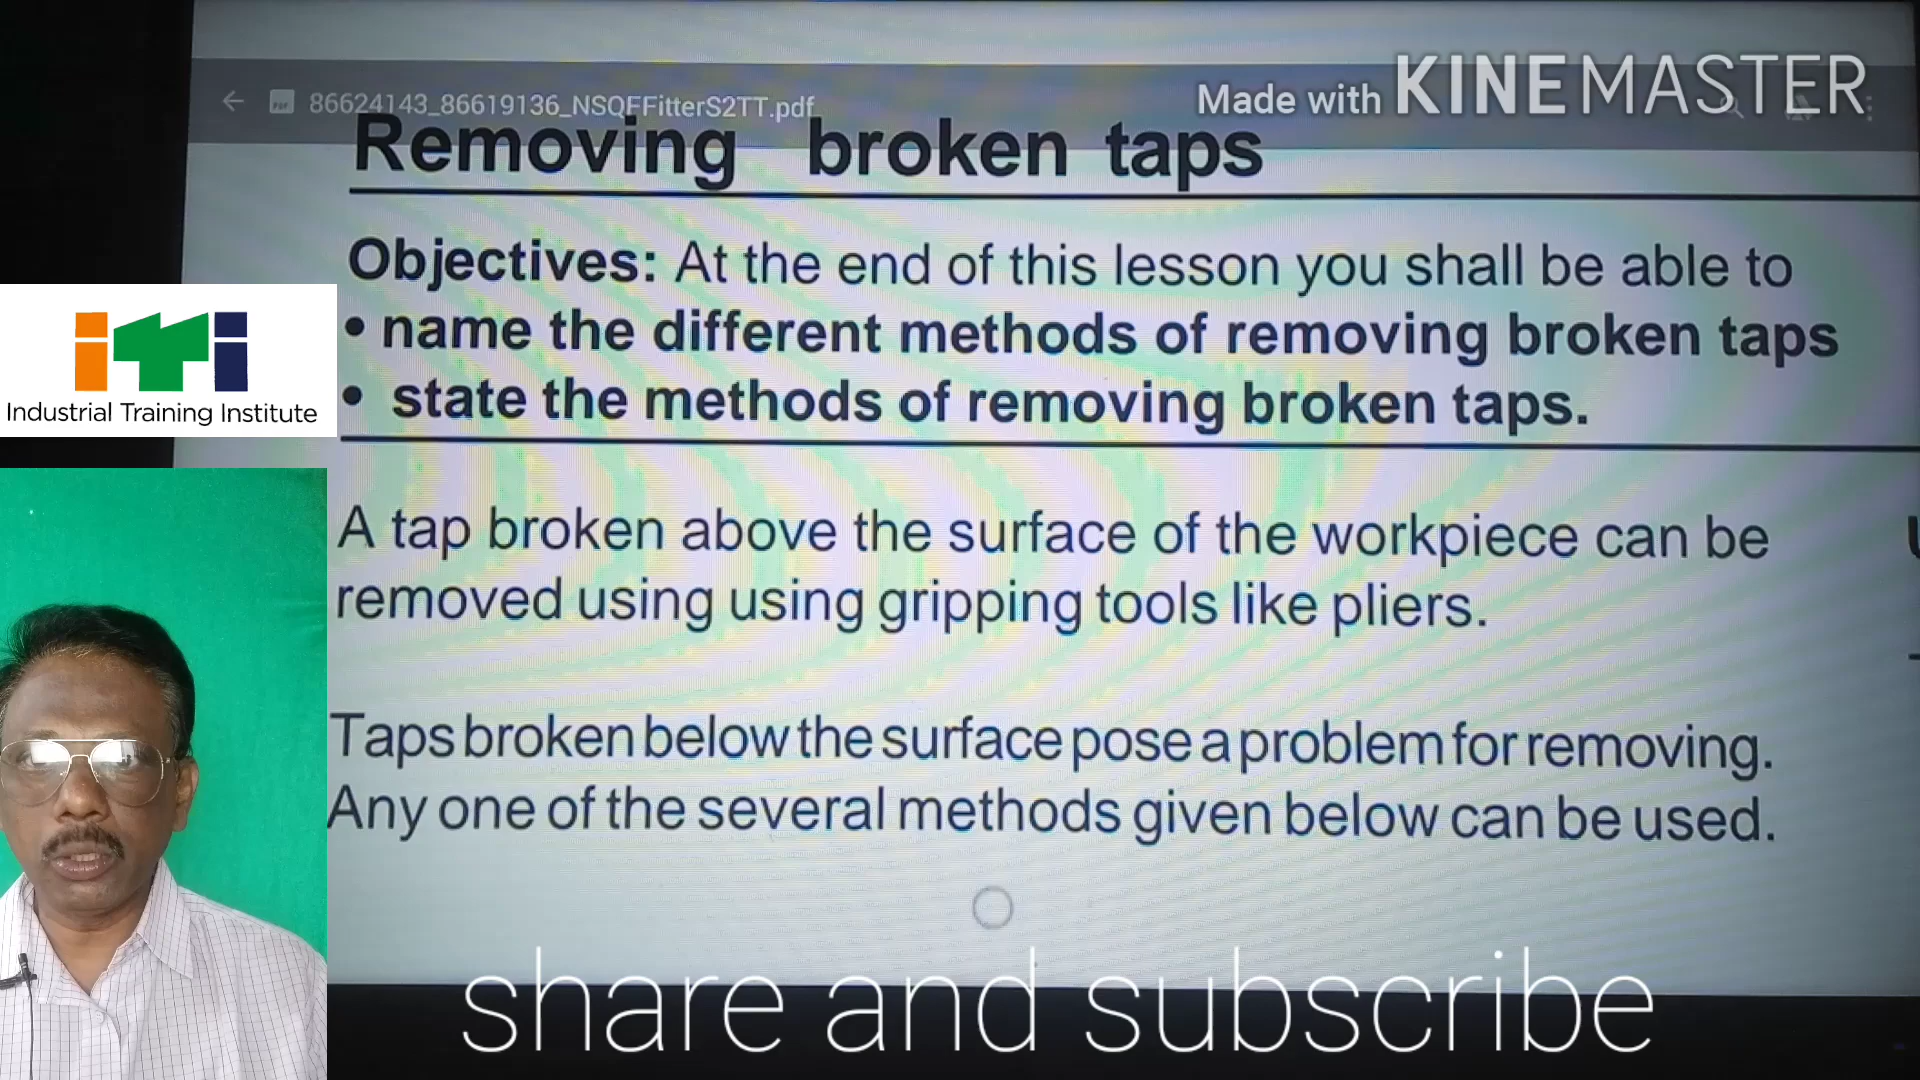 Made with KINEMASTER
86624143_86619136_NSQFFitterS2TT.pdf
Removing broken taps
Objectives: At the end of this lesson you shall be able to
• name the different methods of removing broken taps
• state the methods of removing broken taps.
iTi
Industrial Training Institute
A tap broken above the surface of the workpiece can be
removed using using gripping tools like pliers.
Taps broken below the surface pose a problem for removing.
Any one of the several methods given below can be used.
share and subscribe